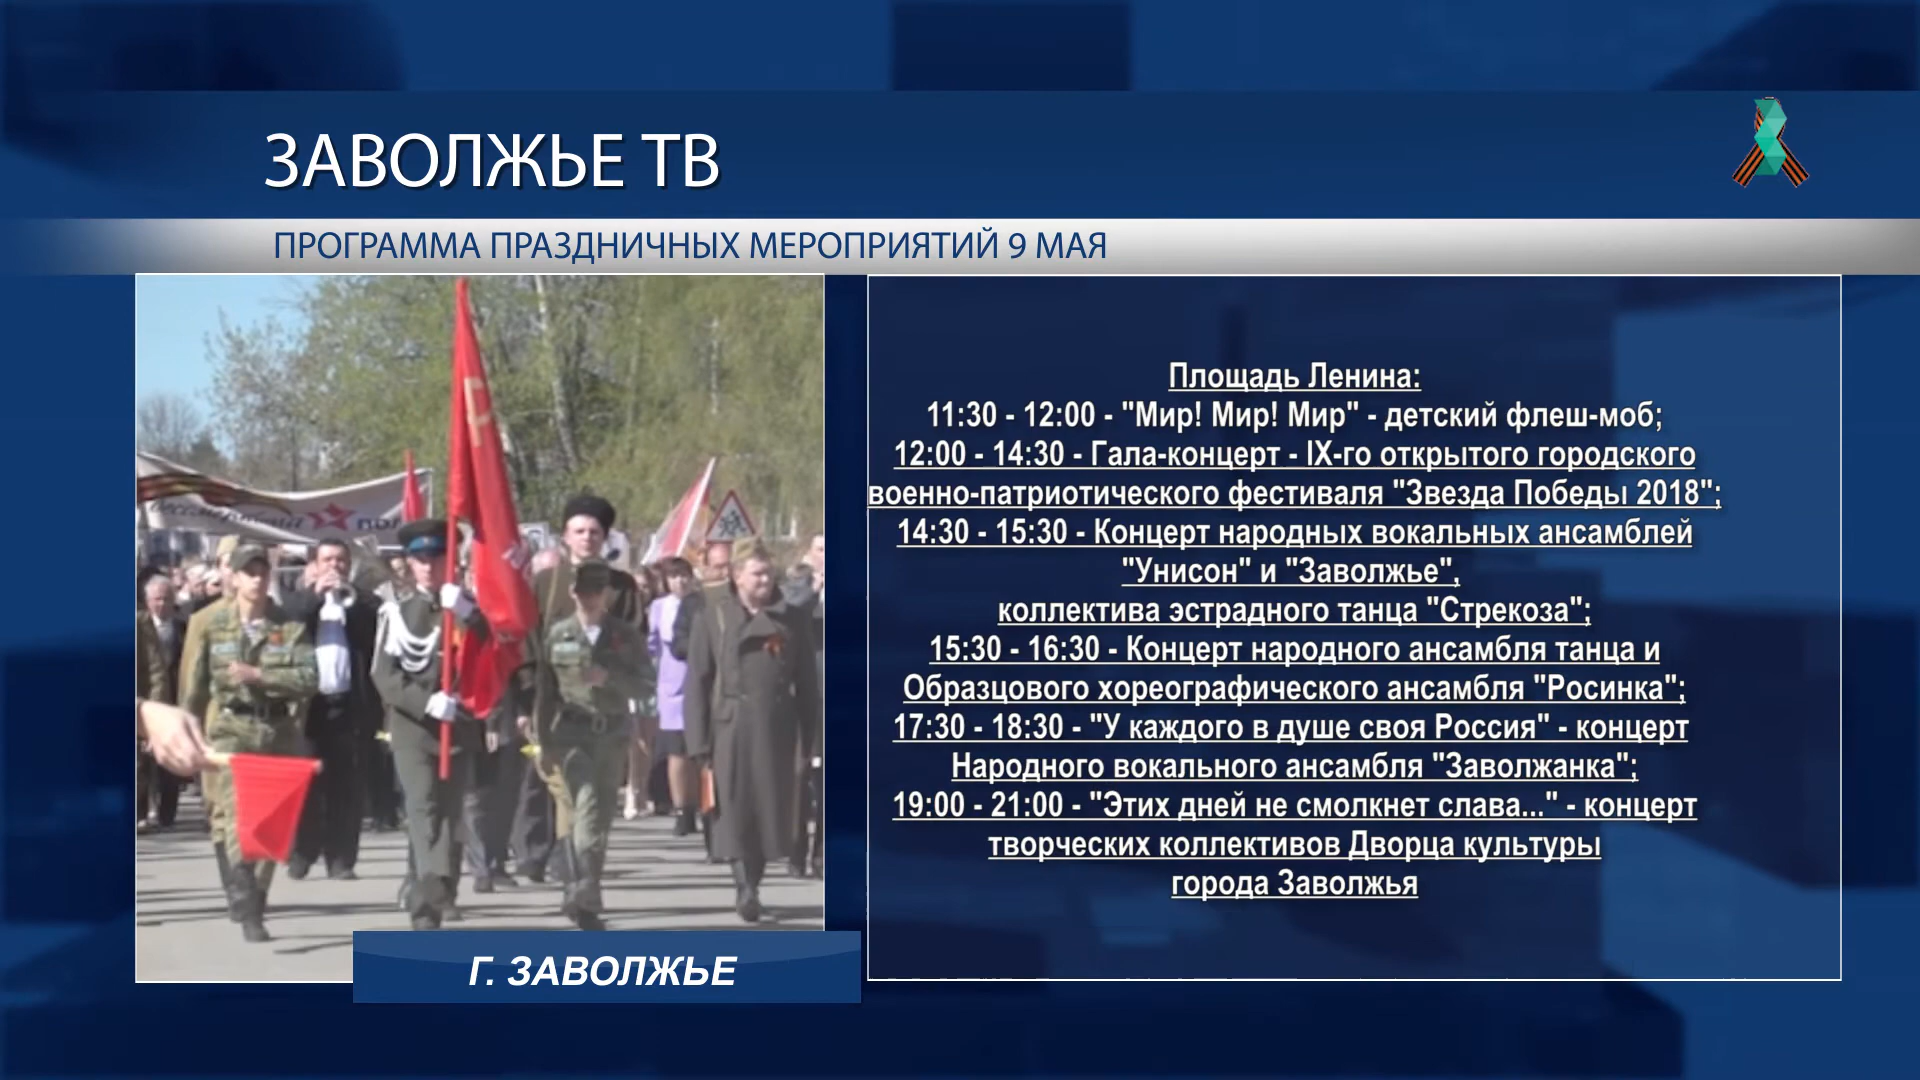 ЗАВОЛЖЬЕ ТВ
ПРОГРАММА ПРАЗДНИЧНЫХ МЕРОПРИЯТИЙ 9 МАЯ
Площадь Ленина:
11:30 - 12:00 - "Мир! Мир! Мир" - детский флеш-моб;
12:00 - 14:30 - Гала-концерт - IX-го открытого городского
военно-патриотического фестиваля "Звезда Победы 2018";
14:30 - 15:30 - Концерт народных вокальных ансамблей
"Унисон" и "Заволжье",
коллектива эстрадного танца "Стрекоза";
15:30 - 16:30 - Концерт народного ансамбля танца и
Образцового хореографического ансамбля "Росинка";
17:30 - 18:30 - "У каждого в душе своя Россия" - концерт
Народного вокального ансамбля "Заволжанка";
19:00 - 21:00 - "Этих дней не смолкнет слава..." - концерт
творческих коллективов Дворца культуры
города Заволжья
Г. ЗАВОЛЖЬЕ